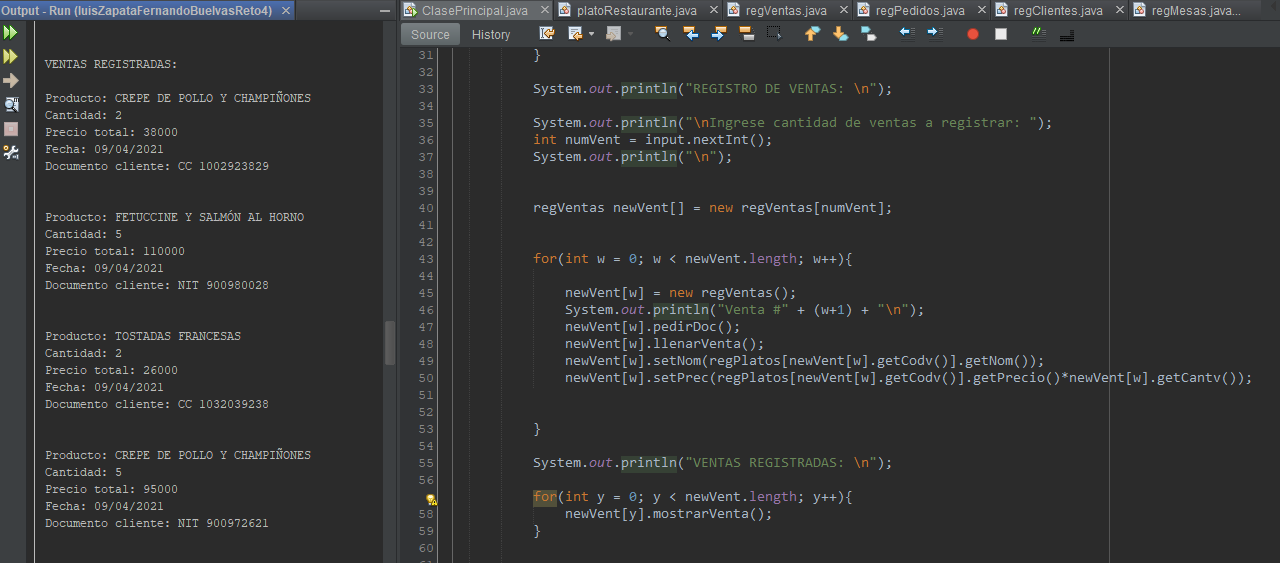 Output - Run (luisZapataFernandoBuelvasReto4)
VENTAS REGISTRADAS:
Producto: CREPE DE POLLO Y CHAMPIÑONES
Cantidad: 2
Precio total: 38000
Fecha: 09/04/2021
Documento cliente: CC 1002923829
Producto: FETUCCINE Y SALMÓN AL HORNO
Cantidad: 5
Precio total: 110000
Fecha: 09/04/2021
Documento cliente: NIT 900980028
Producto: TOSTADAS FRANCESAS
Cantidad: 2
Precio total: 26000
Fecha: 09/04/2021
Documento cliente: CC 1032039238
Producto: CREPE DE POLLO Y CHAMPIÑONES
Cantidad: 5
Precio total: 95000
Fecha: 09/04/2021
Documento cliente: NIT 900972621
ClasePrincipal.java platoRestaurante.java regVentas.java regPedidos.java regClientes.java regMesas.java...
Source History
31 }
32
33 System.out.println("REGISTRO DE VENTAS: \n");
34
35 System.out.println("\nIngrese cantidad de ventas a registrar: ");
36 int numVent = input.nextInt();
37 System.out.println("\n");
38
39
40 regVentas newVent[] = new regVentas[numVent];
41
42
43 for(int w = 0; w < newVent.length; w++){
44
45 newVent[w] = new regVentas();
46 System.out.println("Venta #" + (w+1) + "\n");
47 newVent[w].pedirDoc();
48 newVent[w].llenarVenta();
49 newVent[w].setNom(regPlatos[newVent[w].getCodv()].getNom());
50 newVent[w].setPrec(regPlatos[newVent[w].getCodv()].getPrecio()*newVent[w].getCantv());
51
52
53 }
54
55 System.out.println("VENTAS REGISTRADAS: \n");
56
for(int y = 0; y < newVent.length; y++){
58 newVent[y].mostrarVenta();
59 }
60